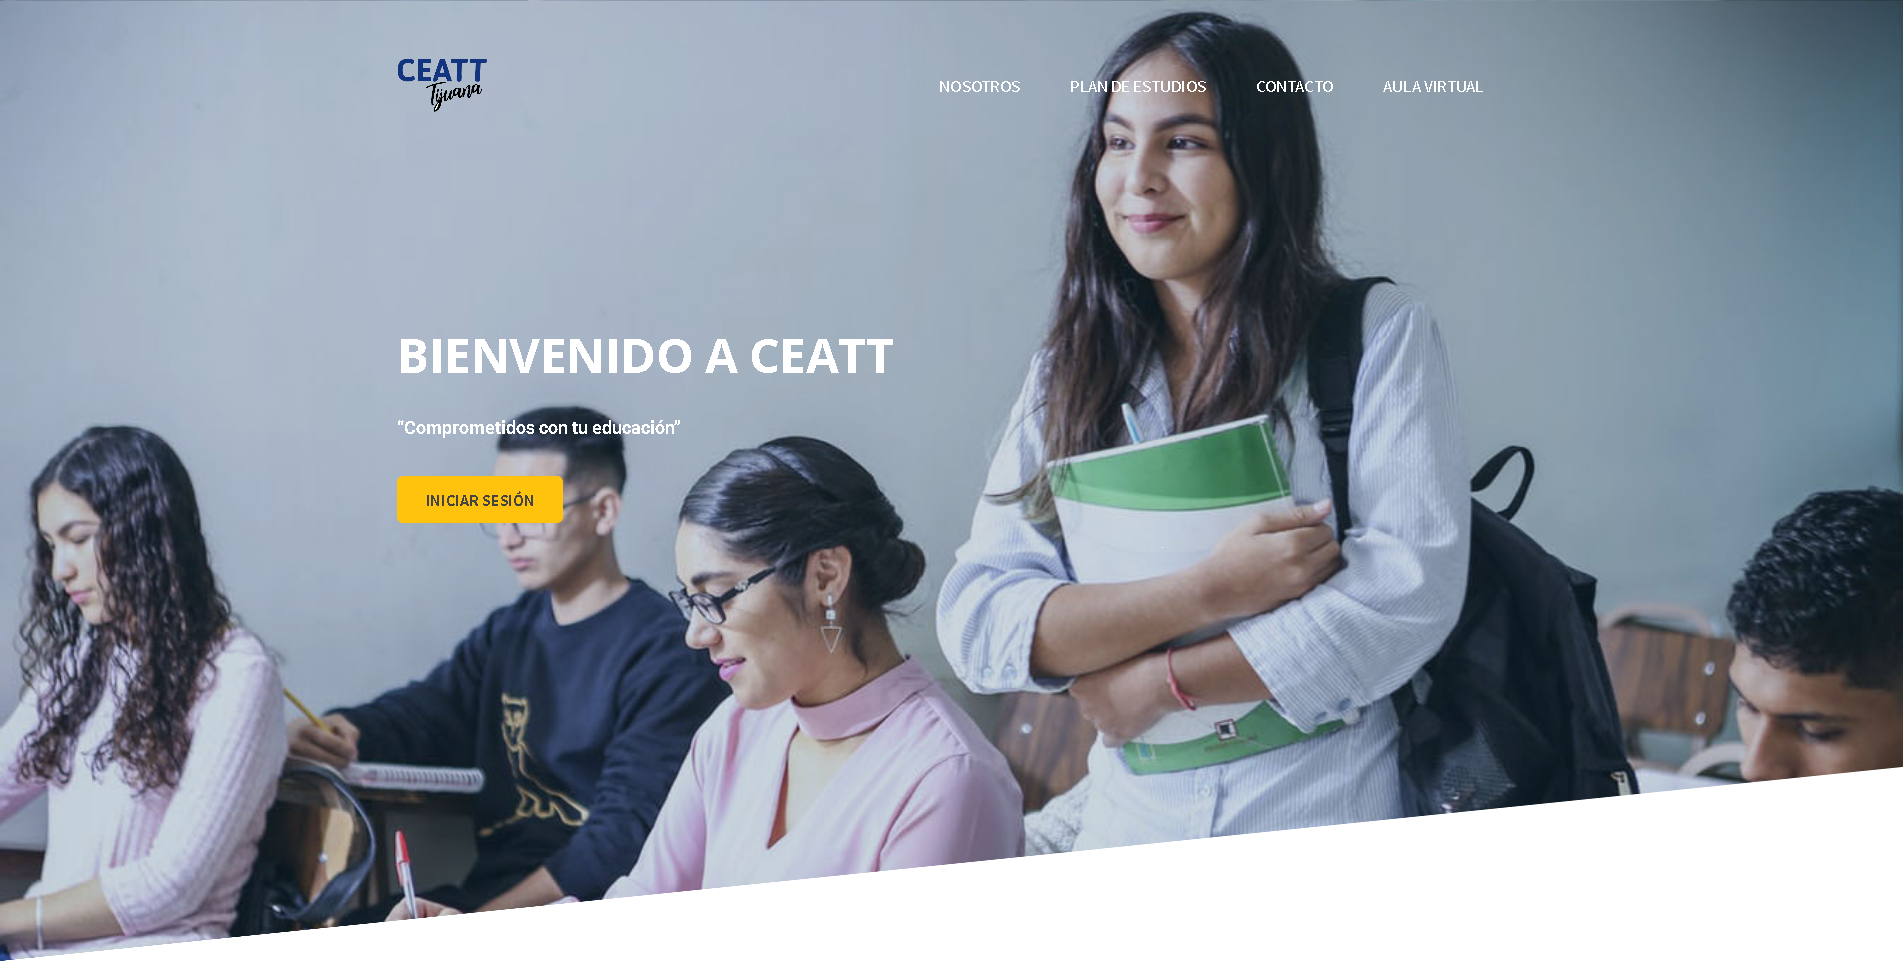 CEATT
Tijuana
NOSOTROS
PLAN DE ESTUDIOS
CONTACTO
AULA VIRTUAL
BIENVENIDO A CEATT
“Comprometidos con tu educación”
INICIAR SESIÓN